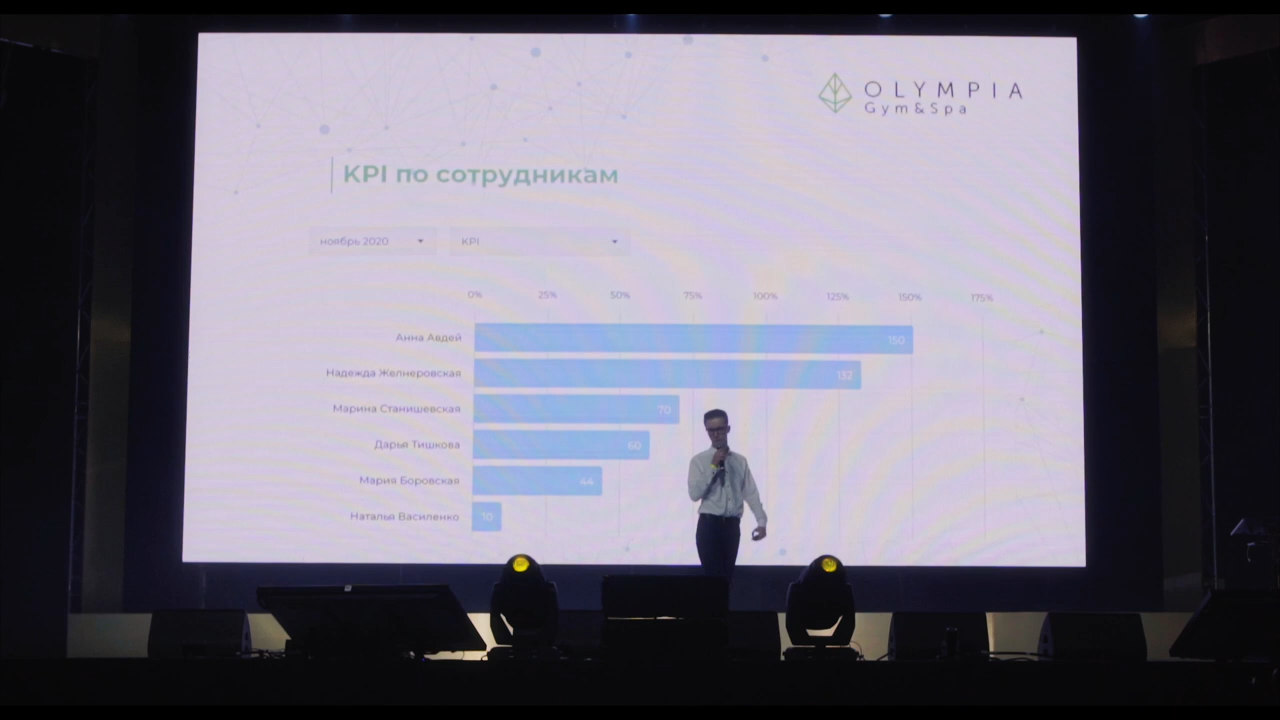 OLYMPIA
Gym&Spa
KPI по сотрудникам
ноябрь 2020
KPI
0% 25% 50% 75% 100% 125% 150% 175%
Анна Авдей 150
Надежда Желнеровская 132
Марина Станишевская 70
Дарья Тишкова 60
Мария Боровская 44
Наталья Василенко 10